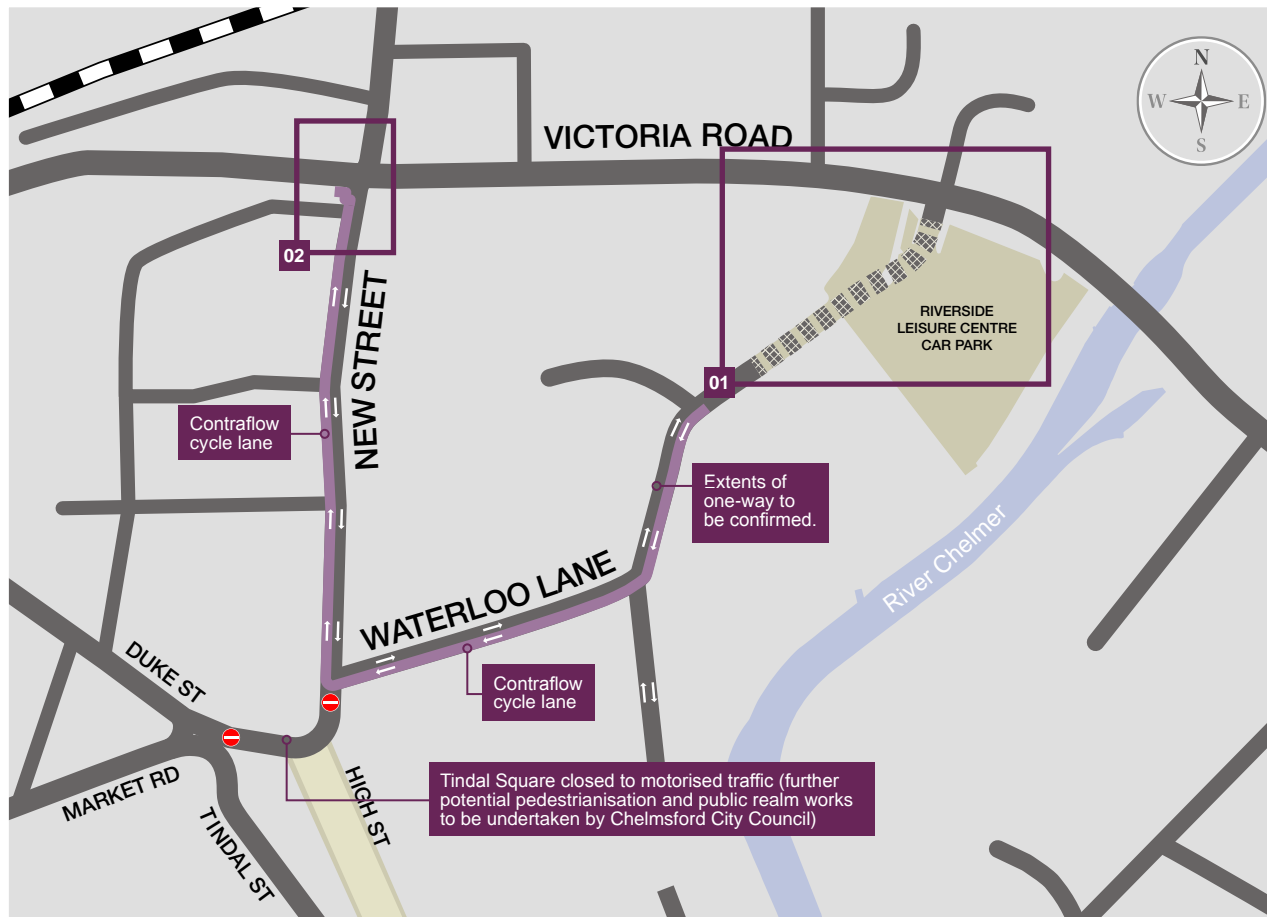 N
W
E
S
VICTORIA ROAD
02
NEW STREET
RIVERSIDE
LEISURE CENTRE
CAR PARK
01
Contraflow
cycle lane
Extents of
one-way to
be confirmed.
River Chelmer
WATERLOO LANE
DUKE ST
Contraflow
cycle lane
MARKET RD
TINDAL ST
HIGH ST
Tindal Square closed to motorised traffic (further
potential pedestrianisation and public realm works
to be undertaken by Chelmsford City Council)